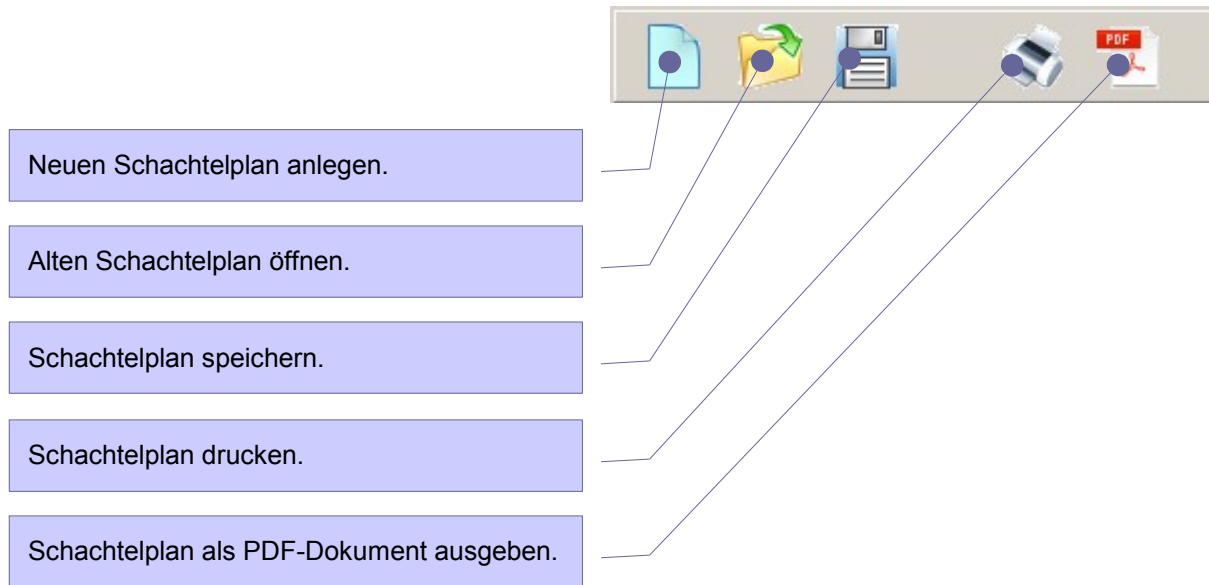 PDF
Neuen Schachtelplan anlegen.
Alten Schachtelplan öffnen.
Schachtelplan speichern.
Schachtelplan drucken.
Schachtelplan als PDF-Dokument ausgeben.